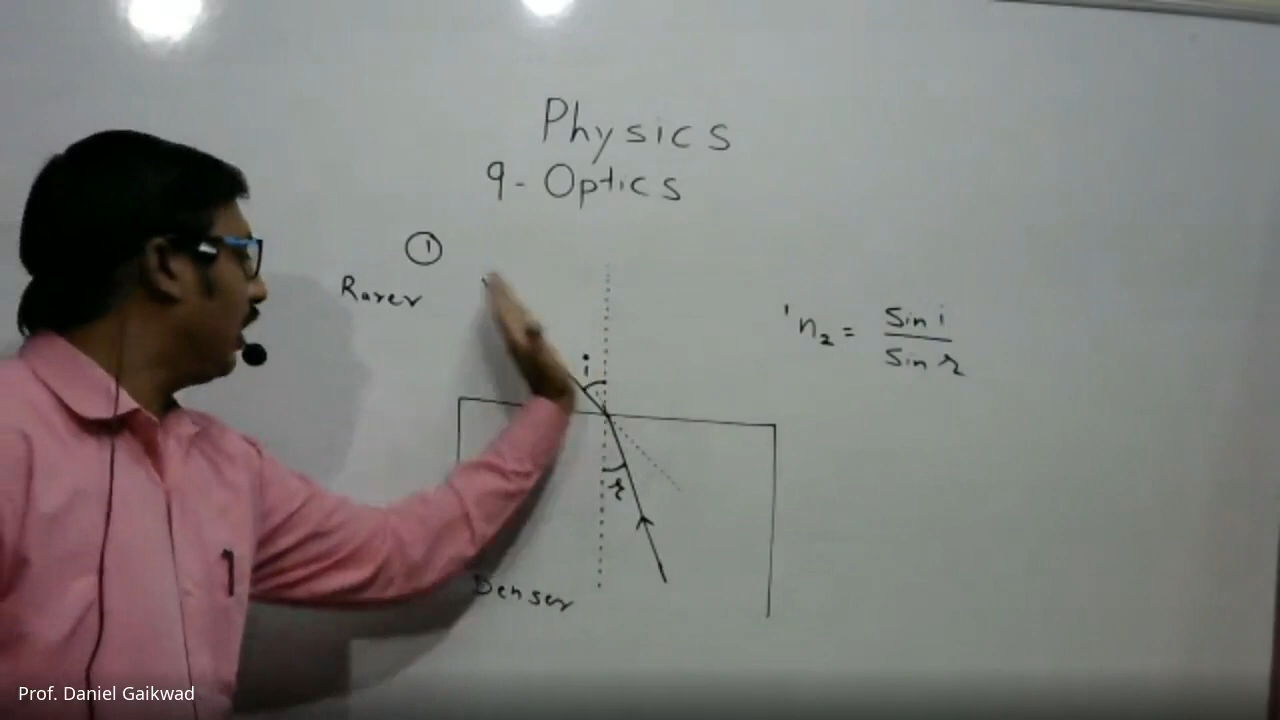 Physics
9- Optics
①
Rarer
i
¹n₂ = sin i / sin r
r
Denser
Prof. Daniel Gaikwad